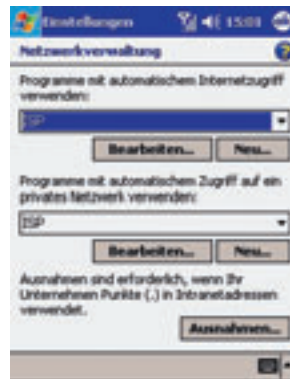 Einstellungen 15:01
Netzwerkverwaltung
Programme mit automatischem Internetzugriff
verwenden:
ISP
Bearbeiten... Neu...
Programme mit automatischem Zugriff auf ein
privates Netzwerk verwenden:
ISP
Bearbeiten... Neu...
Ausnahmen sind erforderlich, wenn Ihr
Unternehmen Punkte (.) in Intranetadressen
verwendet.
Ausnahmen...